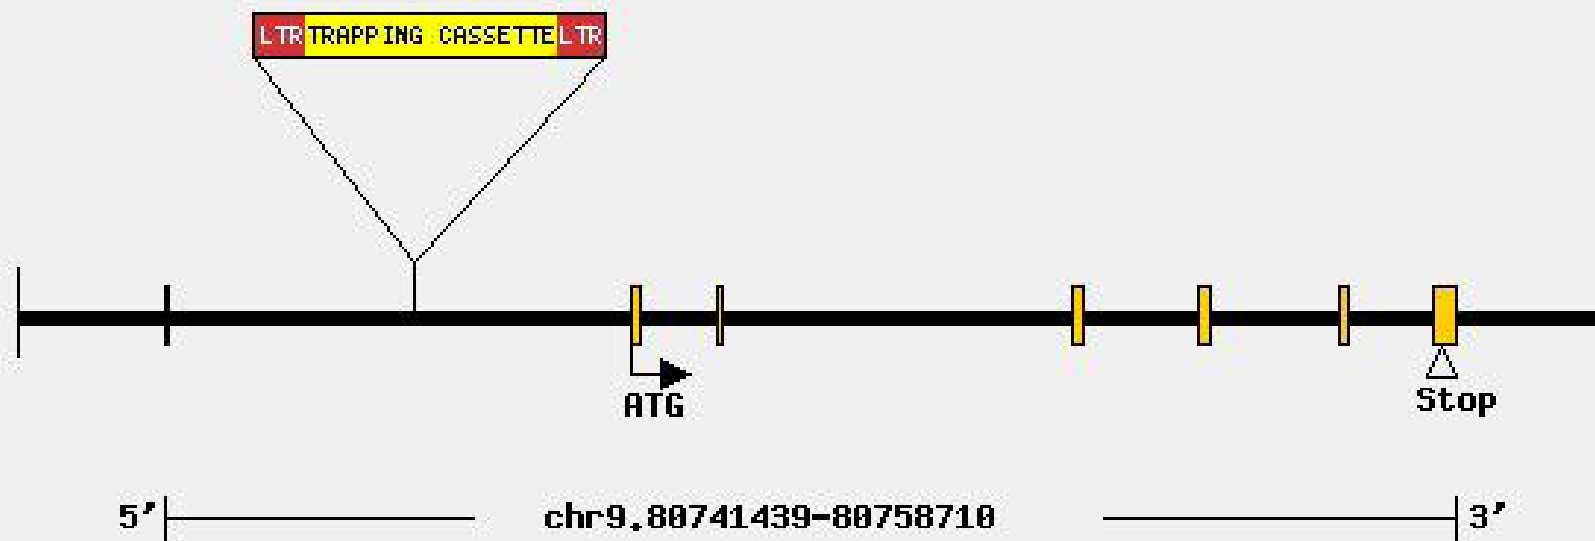 LTR TRAPPING CASSETTE LTR
ATG
Stop
5' chr9.80741439-80758710 3'